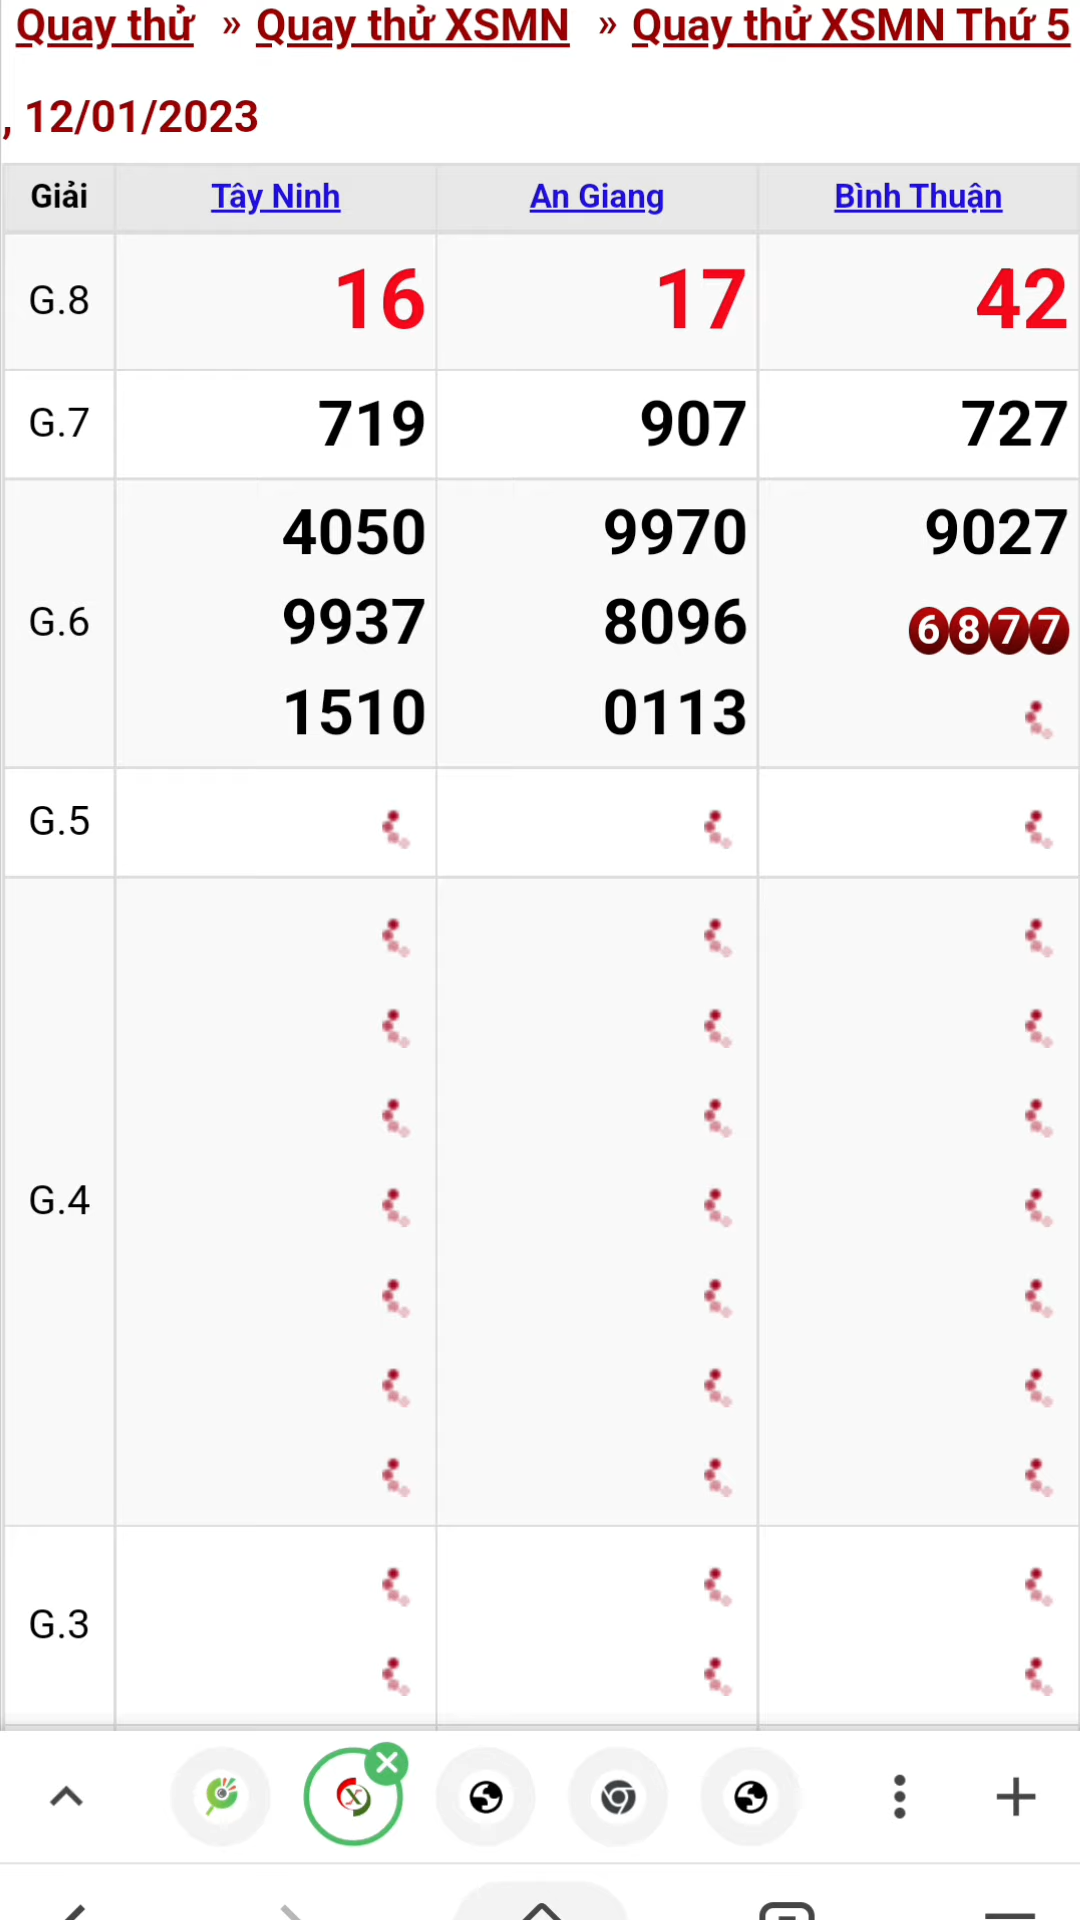 Quay thử » Quay thử XSMN » Quay thử XSMN Thứ 5
, 12/01/2023
Giải Tây Ninh An Giang Bình Thuận
G.8 16 17 42
G.7 719 907 727
4050 9970 9027
G.6 9937 8096 6877
1510 0113
G.5
G.4
G.3